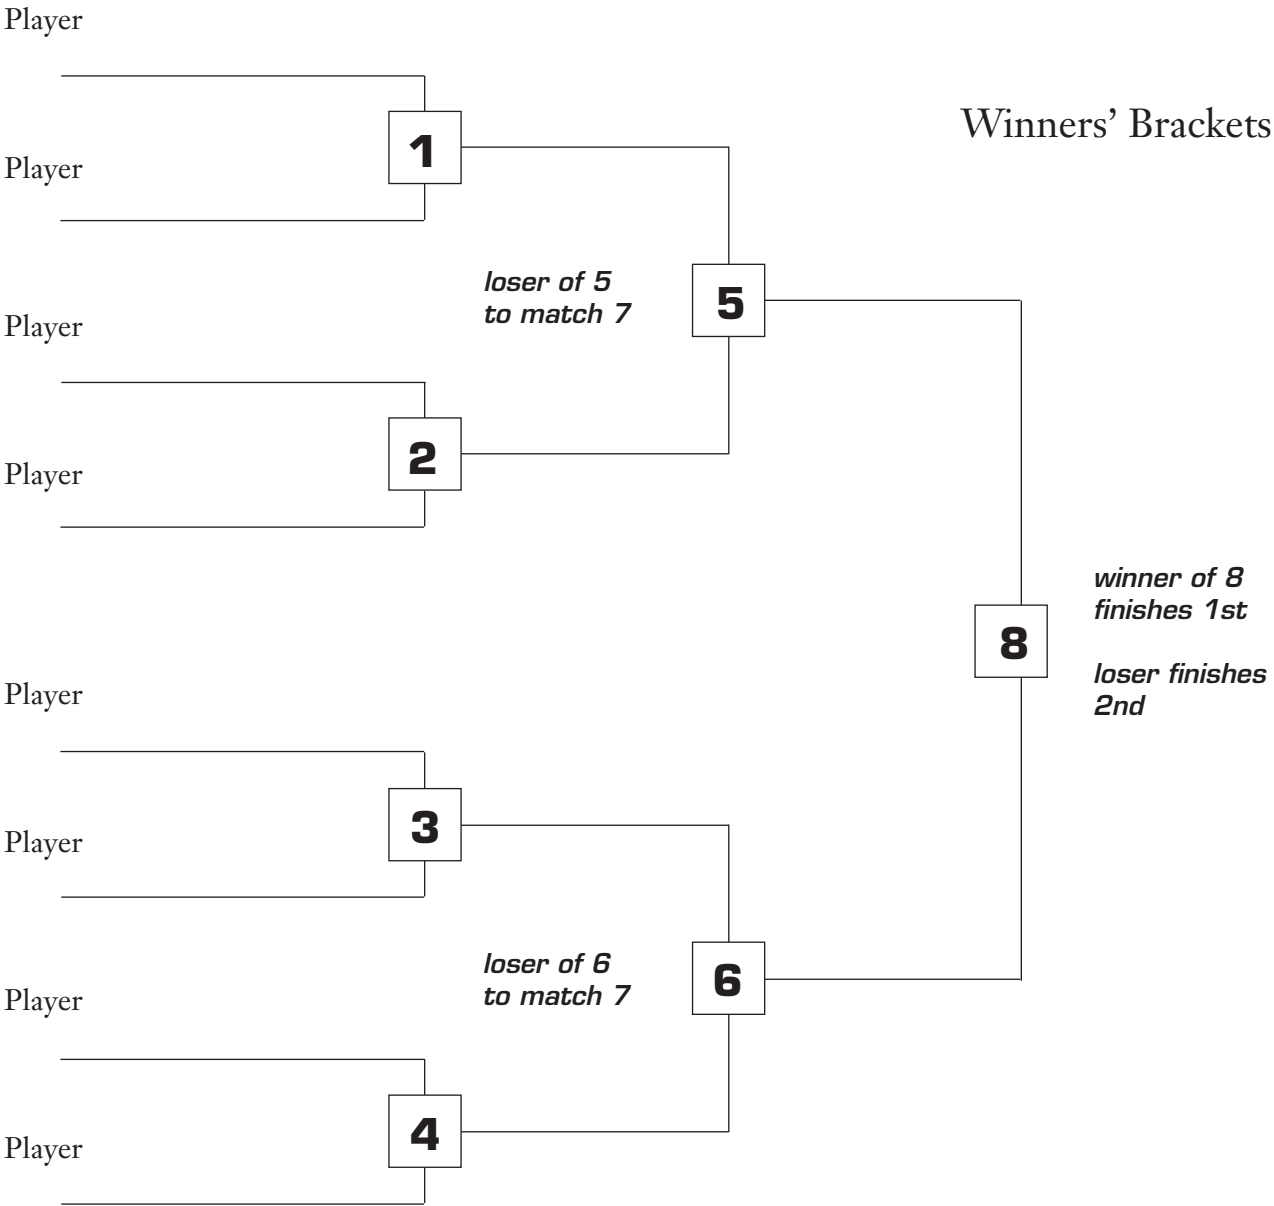 Player
Winners’ Brackets
1
Player
loser of 5
to match 7
5
Player
2
Player
winner of 8
finishes 1st
8
loser finishes
2nd
Player
3
Player
loser of 6
to match 7
6
Player
4
Player